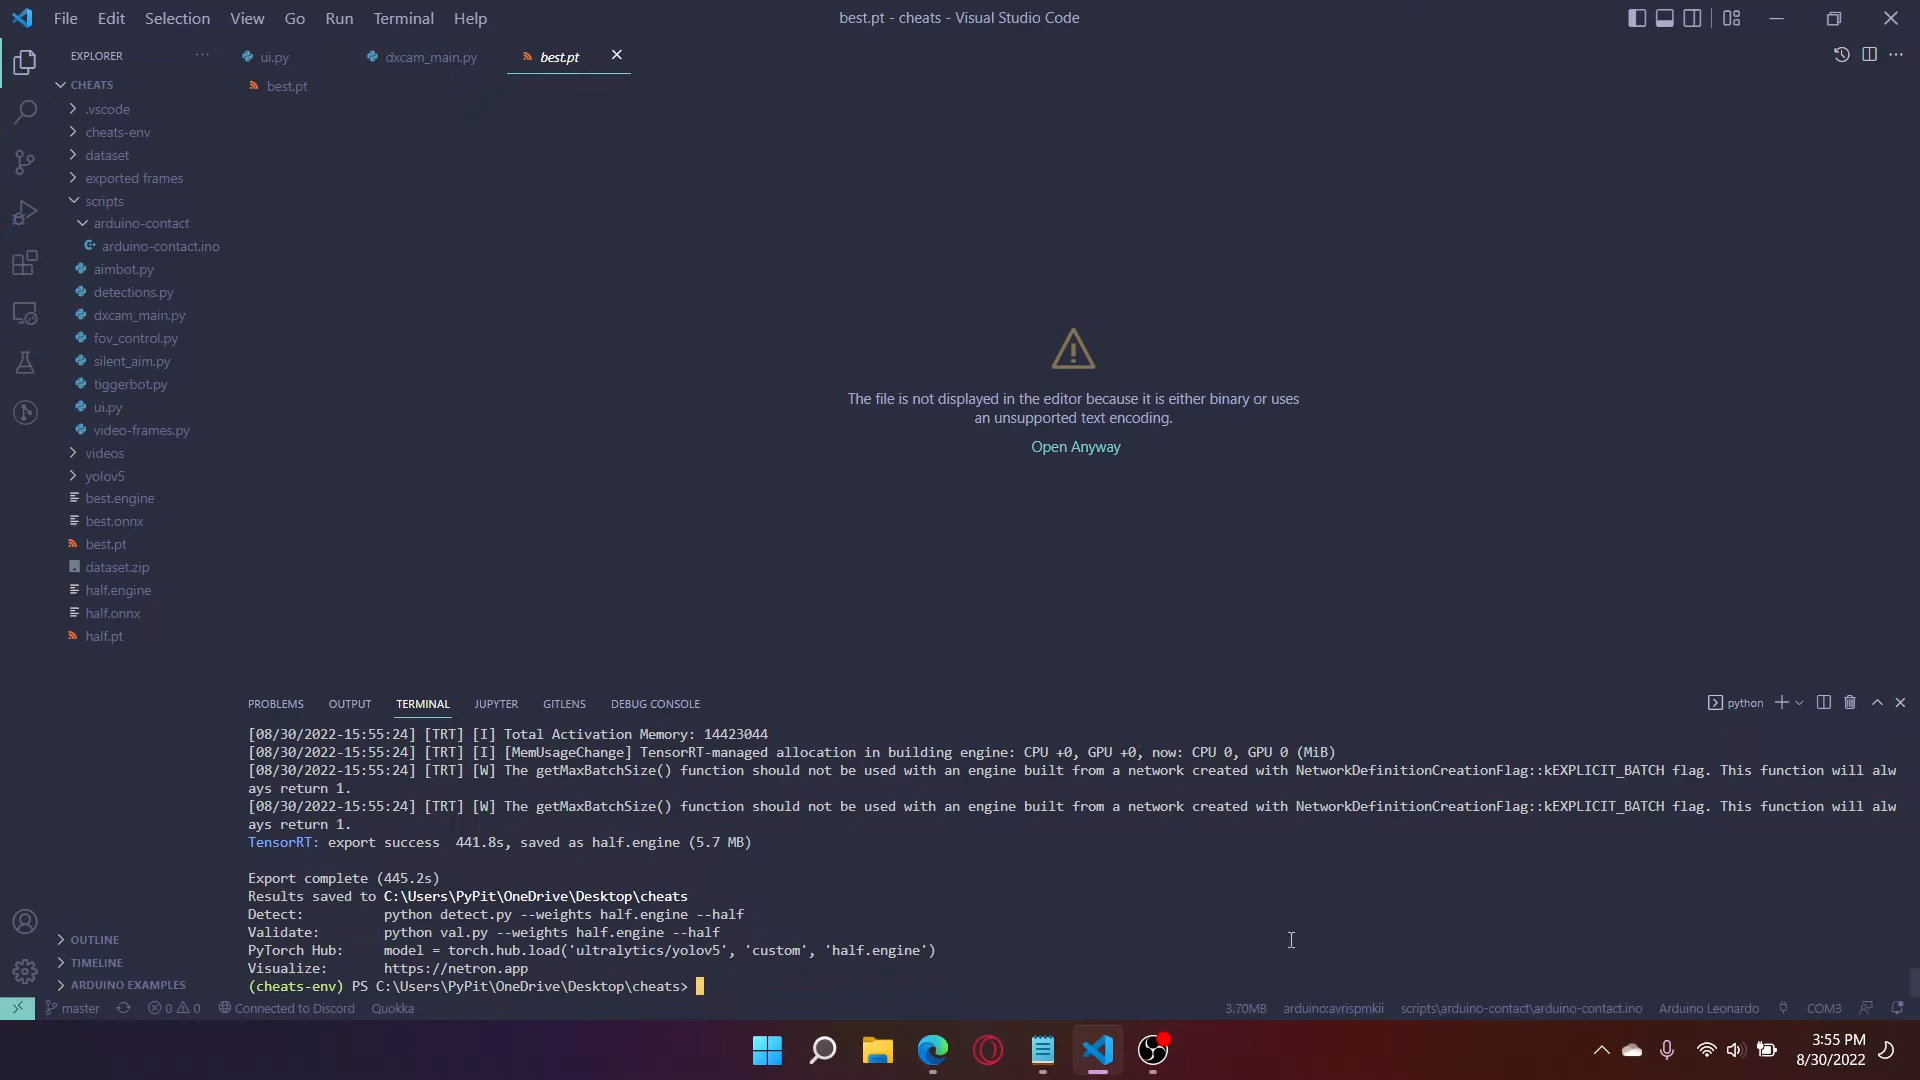 File Edit Selection View Go Run Terminal Help
best.pt - cheats - Visual Studio Code
EXPLORER
CHEATS
.vscode
cheats-env
dataset
exported frames
scripts
arduino-contact
arduino-contact.ino
aimbot.py
detections.py
dxcam_main.py
fov_control.py
silent_aim.py
tiggerbot.py
ui.py
video-frames.py
videos
yolov5
best.engine
best.onnx
best.pt
dataset.zip
half.engine
half.onnx
half.pt
OUTLINE
TIMELINE
ARDUINO EXAMPLES
ui.py dxcam_main.py best.pt
best.pt
The file is not displayed in the editor because it is either binary or uses
an unsupported text encoding.
Open Anyway
PROBLEMS OUTPUT TERMINAL JUPYTER GITLENS DEBUG CONSOLE
python
[08/30/2022-15:55:24] [TRT] [I] Total Activation Memory: 14423044
[08/30/2022-15:55:24] [TRT] [I] [MemUsageChange] TensorRT-managed allocation in building engine: CPU +0, GPU +0, now: CPU 0, GPU 0 (MiB)
[08/30/2022-15:55:24] [TRT] [W] The getMaxBatchSize() function should not be used with an engine built from a network created with NetworkDefinitionCreationFlag::kEXPLICIT_BATCH flag. This function will alw
ays return 1.
[08/30/2022-15:55:24] [TRT] [W] The getMaxBatchSize() function should not be used with an engine built from a network created with NetworkDefinitionCreationFlag::kEXPLICIT_BATCH flag. This function will alw
ays return 1.
TensorRT: export success 441.8s, saved as half.engine (5.7 MB)
Export complete (445.2s)
Results saved to C:\Users\PyPit\OneDrive\Desktop\cheats
Detect: python detect.py --weights half.engine --half
Validate: python val.py --weights half.engine --half
PyTorch Hub: model = torch.hub.load('ultralytics/yolov5', 'custom', 'half.engine')
Visualize: https://netron.app
(cheats-env) PS C:\Users\PyPit\OneDrive\Desktop\cheats>
master 0 0 Connected to Discord Quokka 3.70MB arduino:avrispmkii scripts\arduino-contact\arduino-contact.ino Arduino Leonardo COM3
3:55 PM
8/30/2022